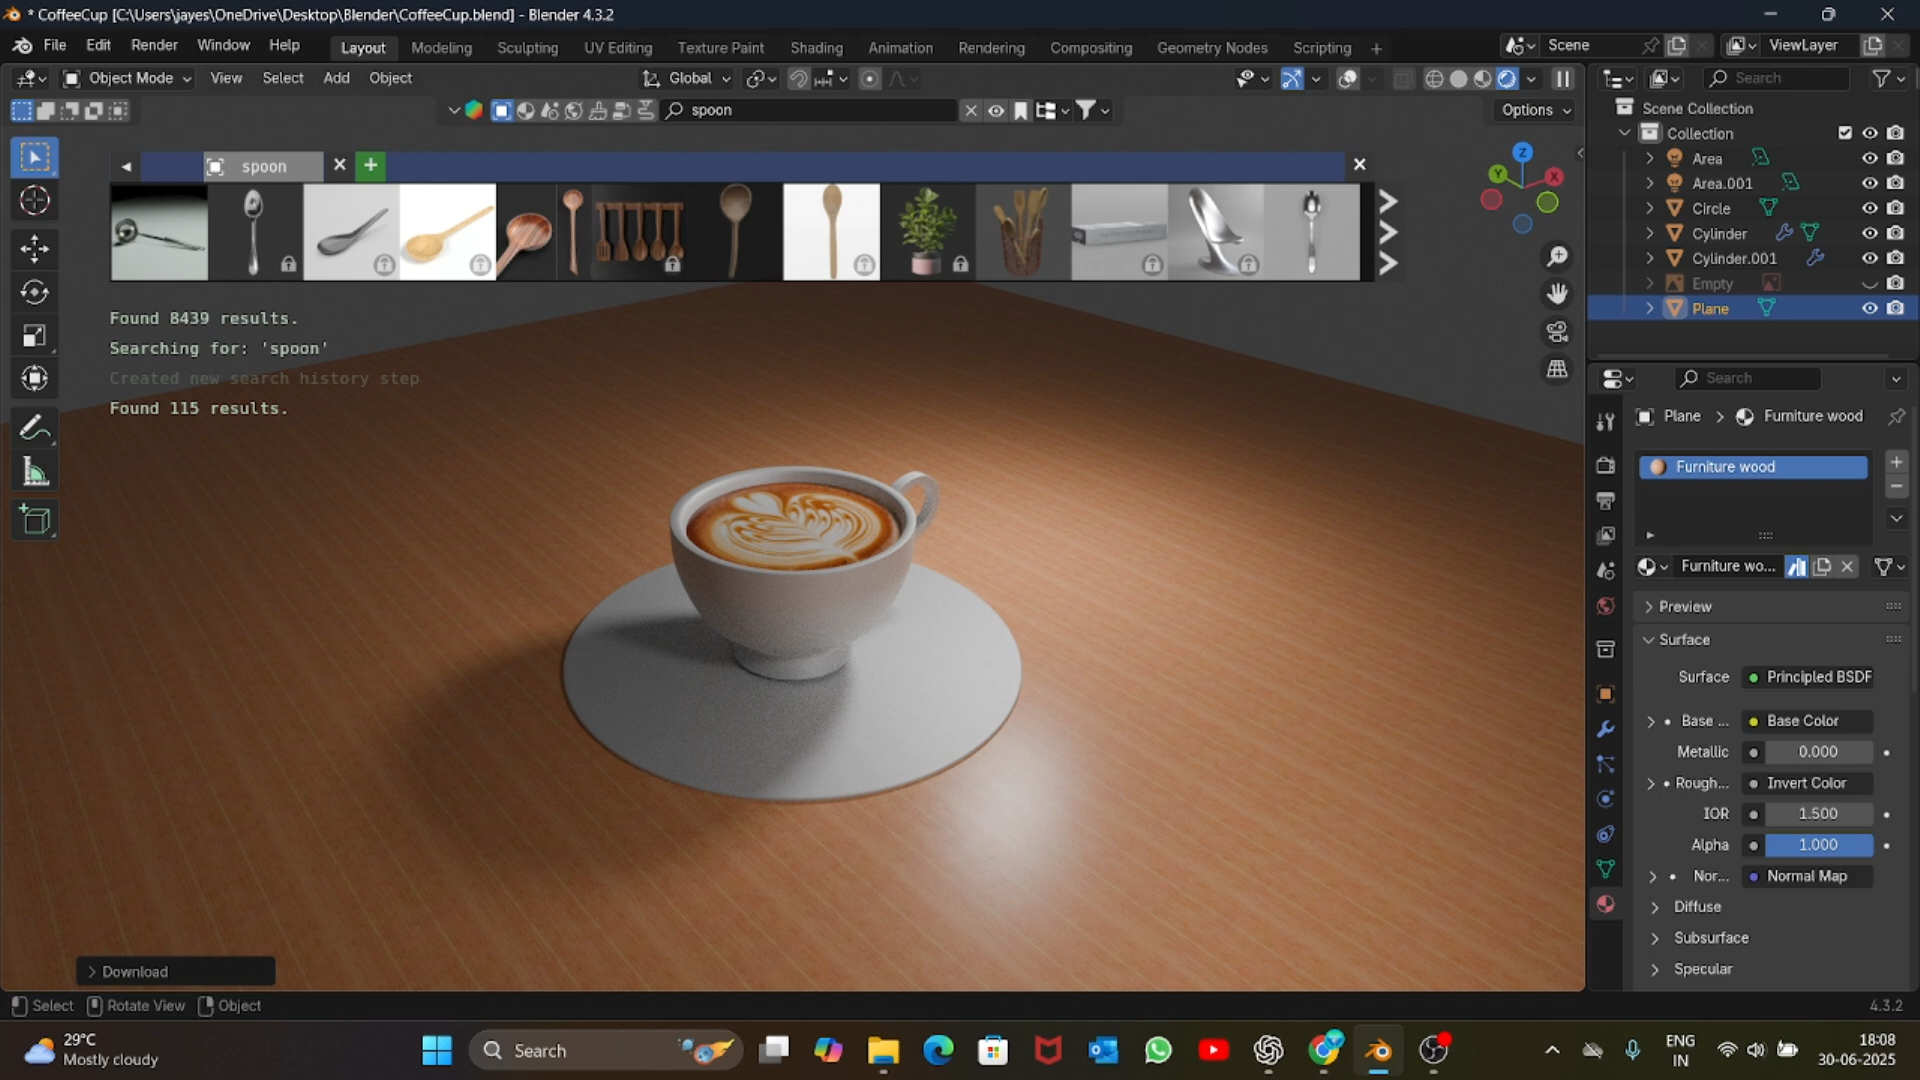 * CoffeeCup [C:\Users\jayes\OneDrive\Desktop\Blender\CoffeeCup.blend] - Blender 4.3.2
File Edit Render Window Help Layout Modeling Sculpting UV Editing Texture Paint Shading Animation Rendering Compositing Geometry Nodes Scripting + Scene ViewLayer
Object Mode View Select Add Object Global Search
spoon Options
Scene Collection
Collection
spoon
Area
Area.001
Circle
Cylinder
Cylinder.001
Empty
Plane
Z
Y
X
Found 8439 results.
Searching for: 'spoon'
Created new search history step
Found 115 results.
Search
Plane > Furniture wood
Furniture wood
Furniture wo...
Preview
Surface
Surface Principled BSDF
Base ... Base Color
Metallic 0.000
Rough... Invert Color
IOR 1.500
Alpha 1.000
Nor... Normal Map
Diffuse
Subsurface
Specular
Download
Select Rotate View Object 4.3.2
29°C
Mostly cloudy
Search
ENG
IN
18:08
30-06-2025